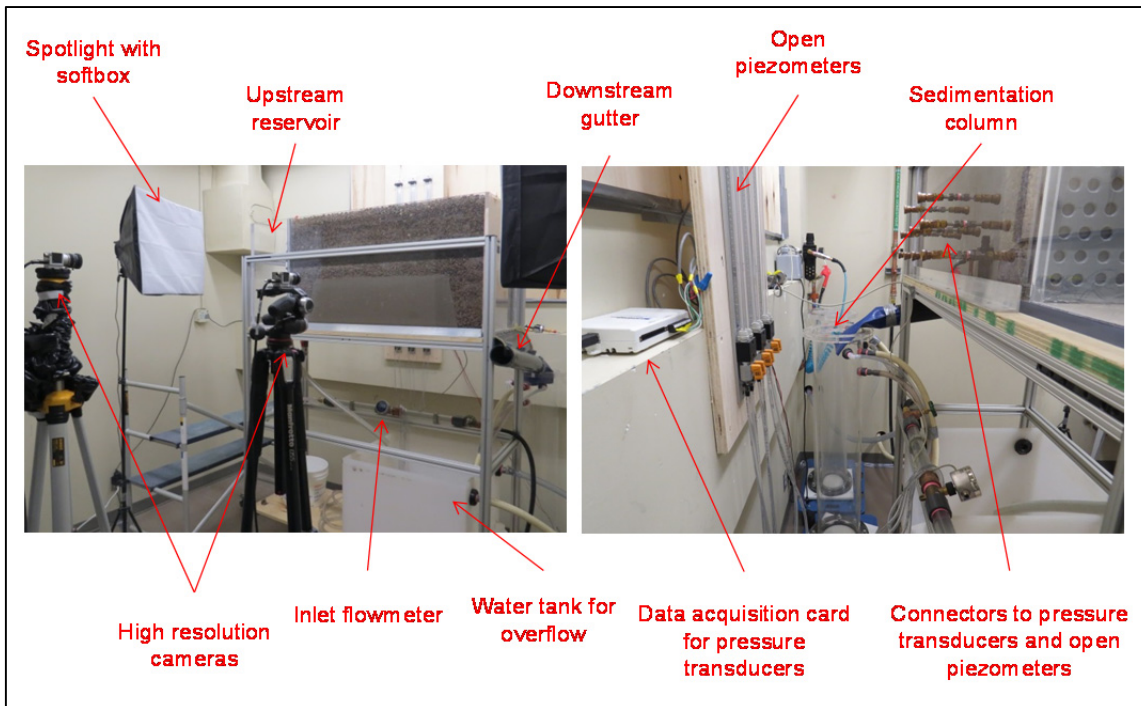 Spotlight with
softbox
Upstream
reservoir
Downstream
gutter
Open
piezometers
Sedimentation
column
High resolution
cameras
Inlet flowmeter
Water tank for
overflow
Data acquisition card
for pressure
transducers
Connectors to pressure
transducers and open
piezometers
Manfrotto